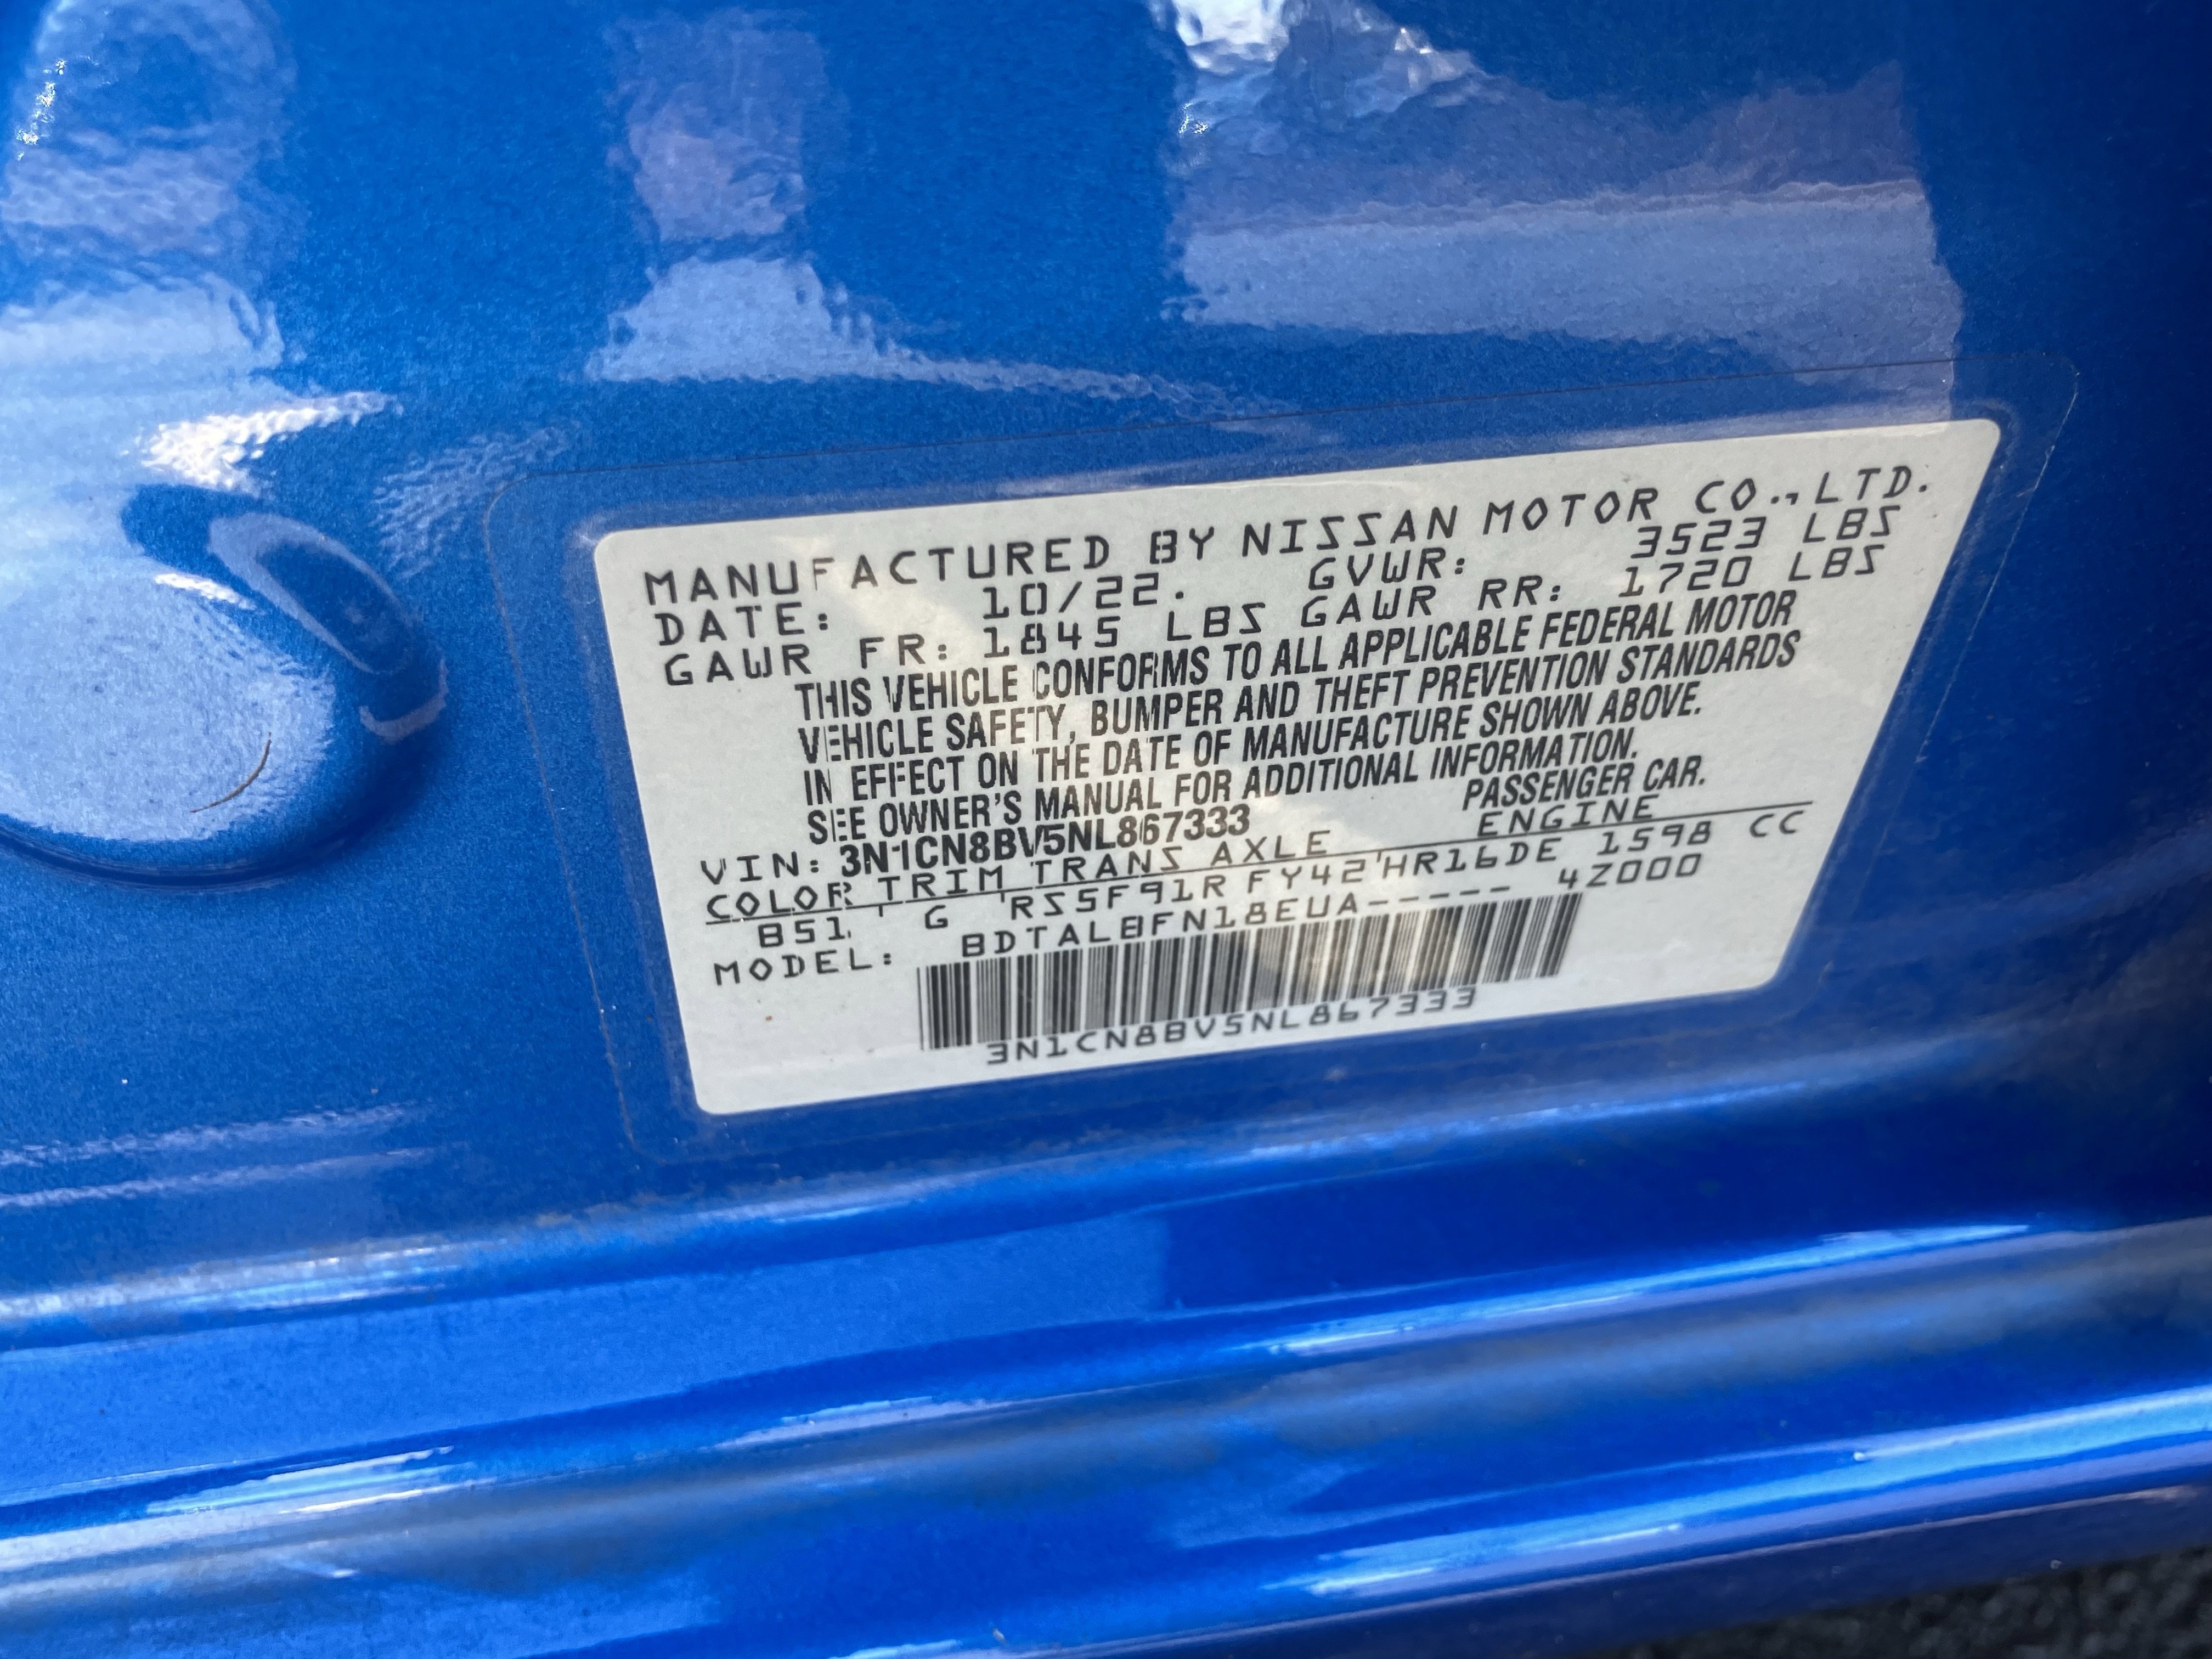 MANUFACTURED BY NISSAN MOTOR CO.,LTD.
DATE: 10/22. GVWR: 3523 LBS
GAWR FR: 1845 LBS GAWR RR: 1720 LBS
THIS VEHICLE CONFORMS TO ALL APPLICABLE FEDERAL MOTOR
VEHICLE SAFETY, BUMPER AND THEFT PREVENTION STANDARDS
IN EFFECT ON THE DATE OF MANUFACTURE SHOWN ABOVE.
SEE OWNER'S MANUAL FOR ADDITIONAL INFORMATION.
VIN: 3N1CN8BV5NL867333 PASSENGER CAR.
COLOR TRIM TRANS AXLE ENGINE
B51 G RS5F91R FY42 HR16DE 1598 CC
MODEL: BDTALBFN18EUA----- 4Z000
3N1CN8BV5NL867333